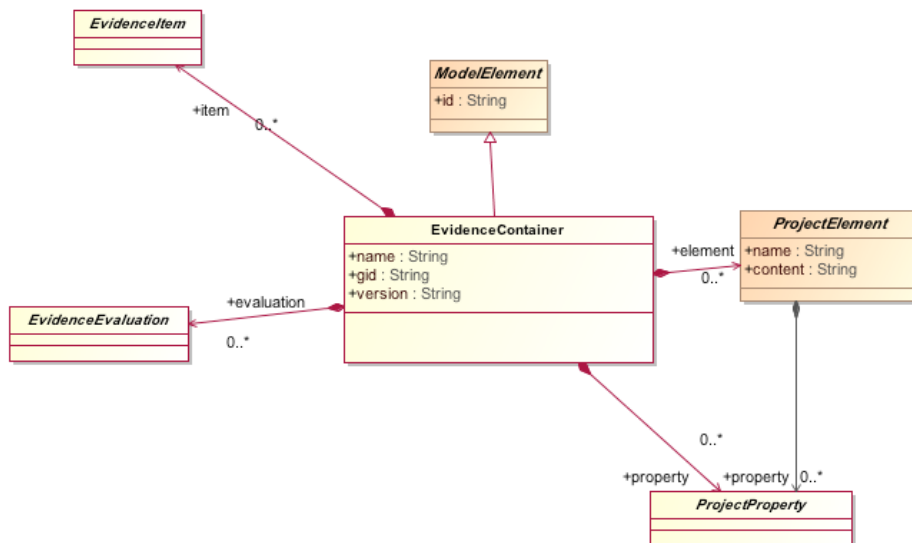 EvidenceItem
ModelElement
+id : String
+item
0..*
EvidenceContainer
+name : String
+gid : String
+version : String
ProjectElement
+name : String
+content : String
+element
0..*
+evaluation
0..*
EvidenceEvaluation
0..*
+property
+property
0..*
ProjectProperty